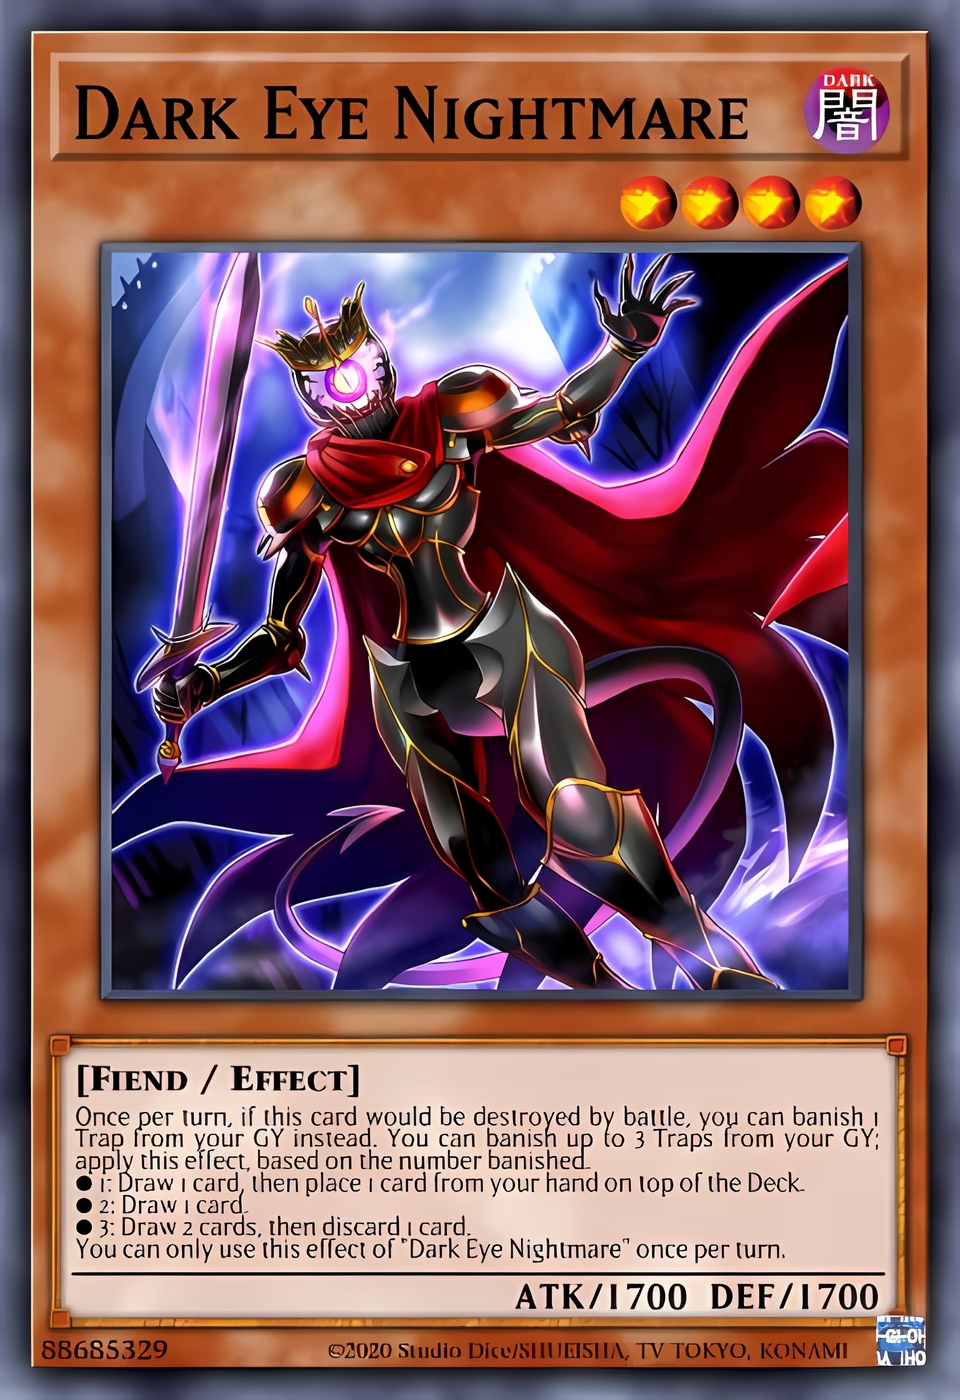 DARK EYE NIGHTMARE
DARK
闇
[FIEND / EFFECT]
Once per turn, if this card would be destroyed by battle, you can banish 1
Trap from your GY instead. You can banish up to 3 Traps from your GY;
apply this effect, based on the number banished.
● 1: Draw 1 card, then place 1 card from your hand on top of the Deck.
● 2: Draw 1 card.
● 3: Draw 2 cards, then discard 1 card.
You can only use this effect of "Dark Eye Nightmare" once per turn.
ATK/1700 DEF/1700
88685329
©2020 Studio Dice/SHUEISHA, TV TOKYO, KONAMI